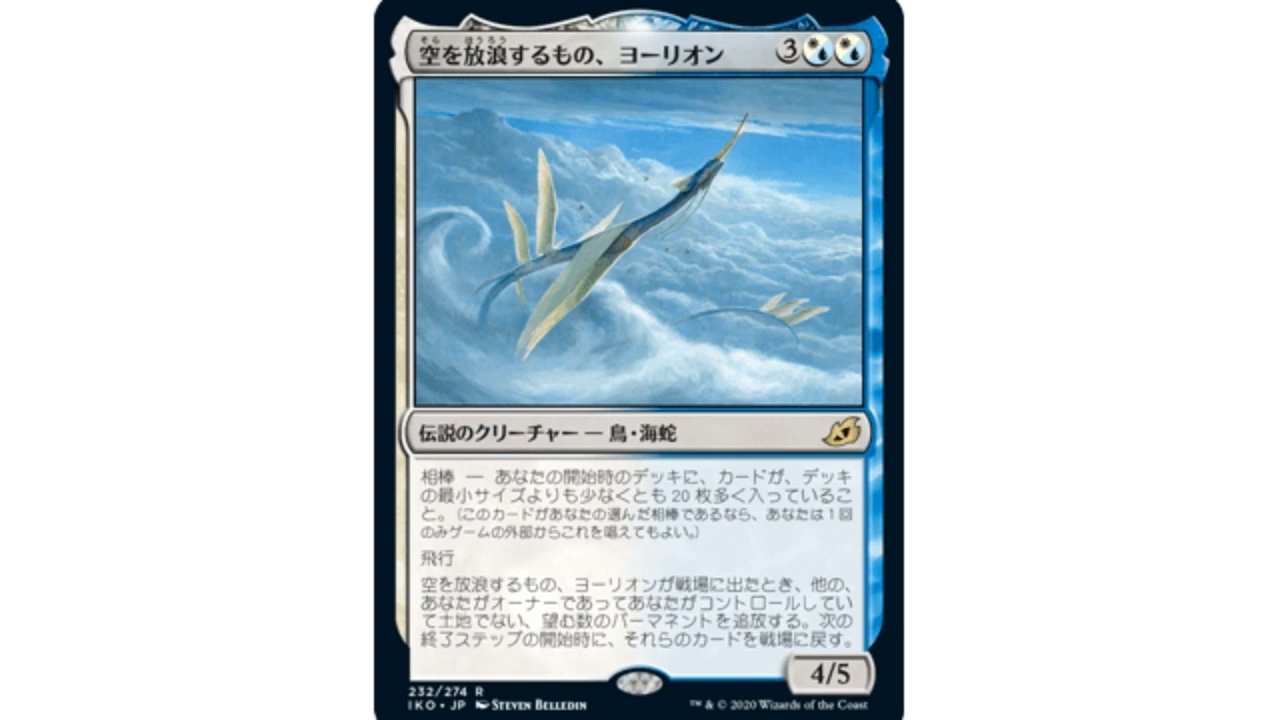 空を放浪するもの、ヨーリオン 3
そら ほうろう
伝説のクリーチャー — 鳥・海蛇
相棒 — あなたの開始時のデッキに、カードが、デッキ
の最小サイズよりも少なくとも 20 枚多く入っているこ
と。(このカードがあなたの選んだ相棒であるなら、あなたは1回
のみゲームの外部からこれを唱えてもよい。)
飛行
空を放浪するもの、ヨーリオンが戦場に出たとき、他の、
あなたがオーナーであってあなたがコントロールしてい
て土地でない、望む数のパーマネントを追放する。次の
終了ステップの開始時に、それらのカードを戦場に戻す。
4/5
232/274 R
IKO • JP STEVEN BELLEDIN
™ & © 2020 Wizards of the Coast